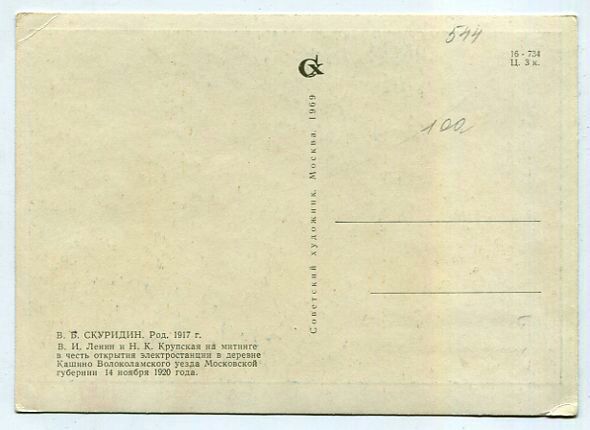 544
16 - 734
Ц. 3 к.
СХ
100
Советский художник. Москва. 1969
В. Б. СКУРИДИН. Род. 1917 г.
В. И. Ленин и Н. К. Крупская на митинге
в честь открытия электростанции в деревне
Кашино Волоколамского уезда Московской
губернии 14 ноября 1920 года.